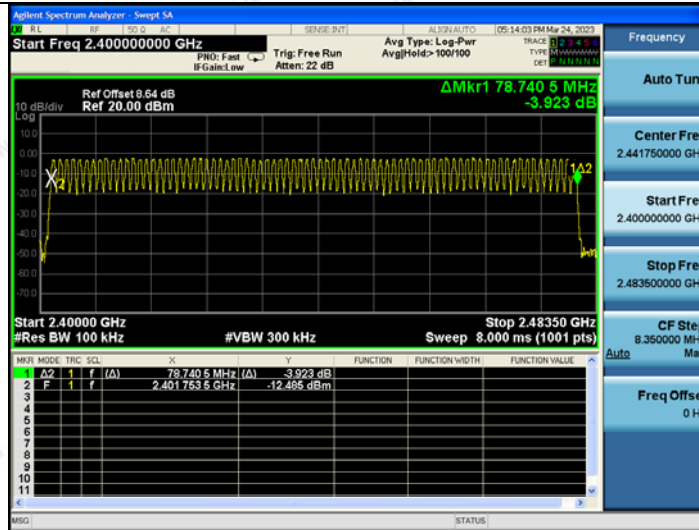 Agilent Spectrum Analyzer - Swept SA
RL RF 50 Ω AC SENSE:INT ALIGNAUTO 05:14:03 PM Mar 24, 2023
Start Freq 2.400000000 GHz
PNO: Fast
IFGain:Low
Trig: Free Run
Atten: 22 dB
Avg Type: Log-Pwr
Avg|Hold:> 100/100
TRACE 1 2 3 4 5 6
TYPE
DET P N N N N N
Ref Offset 8.64 dB
Ref 20.00 dBm
10 dB/div
Log
ΔMkr1 78.740 5 MHz
-3.923 dB
10.0
0.00
-10.0
-20.0
-30.0
-40.0
-50.0
-60.0
-70.0
2
1Δ2
Start 2.40000 GHz Stop 2.48350 GHz
#Res BW 100 kHz #VBW 300 kHz Sweep 8.000 ms (1001 pts)
MKR MODE TRC SCL X Y FUNCTION FUNCTION WIDTH FUNCTION VALUE
1 Δ2 1 f (Δ) 78.740 5 MHz (Δ) -3.923 dB
2 F 1 f 2.401 753 5 GHz -12.485 dBm
3
4
5
6
7
8
9
10
11
MSG STATUS
Frequency
Auto Tun
Center Fre
2.441750000 GH
Start Fre
2.400000000 GH
Stop Fre
2.483500000 GH
CF Ste
8.350000 MH
Auto Ma
Freq Offse
0 H